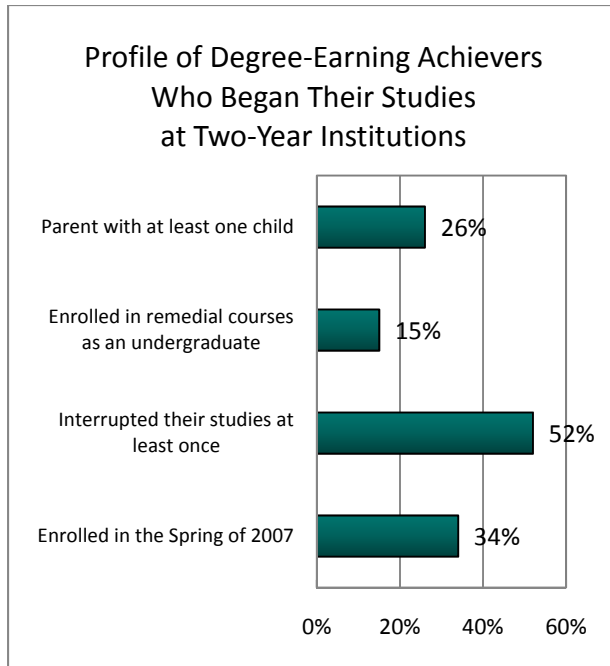 Profile of Degree-Earning Achievers
Who Began Their Studies
at Two-Year Institutions
Parent with at least one child
26%
Enrolled in remedial courses
as an undergraduate
15%
Interrupted their studies at
least once
52%
Enrolled in the Spring of 2007
34%
0%
20%
40%
60%